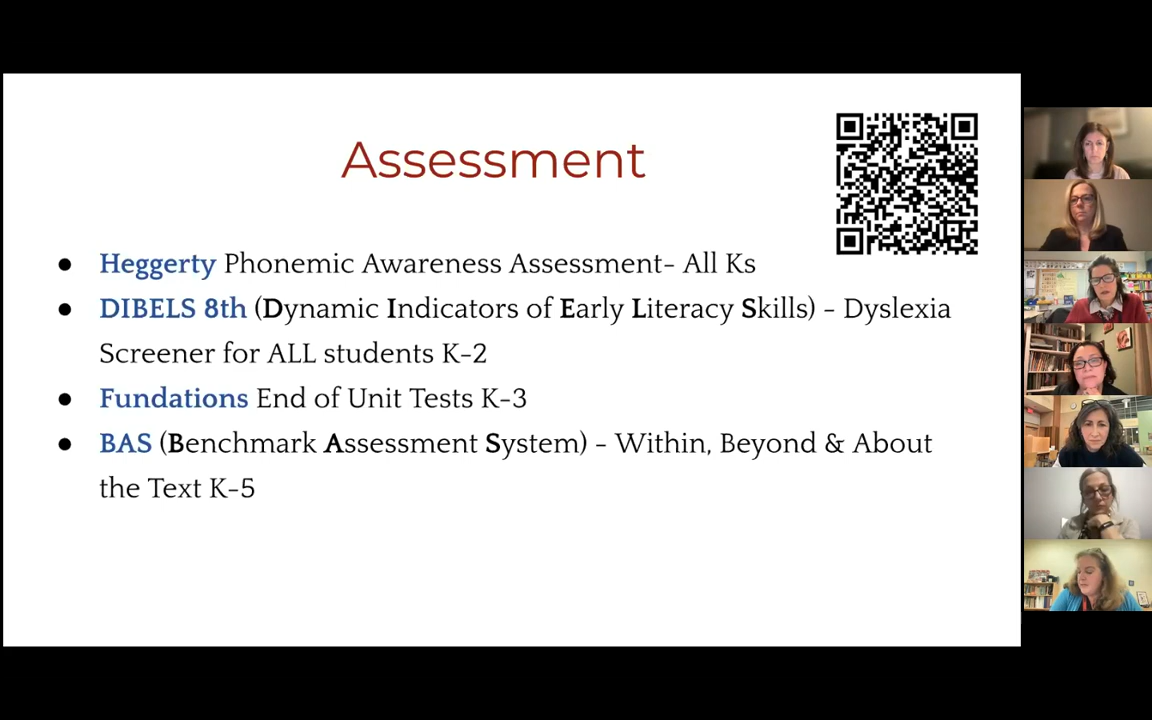 Assessment
● Heggerty Phonemic Awareness Assessment- All Ks
● DIBELS 8th (Dynamic Indicators of Early Literacy Skills) - Dyslexia
Screener for ALL students K-2
● Fundations End of Unit Tests K-3
● BAS (Benchmark Assessment System) - Within, Beyond & About
the Text K-5